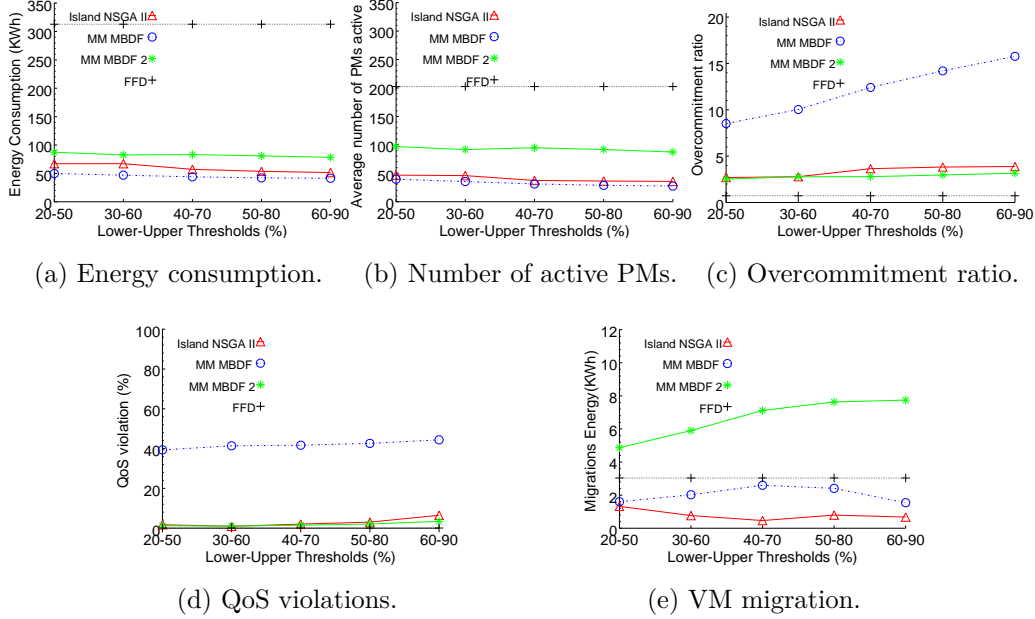 Energy Consumption (KWh)
350
300
250
200
150
100
50
0
Island NSGA II
MM MBDF
MM MBDF 2
FFD
20-50 30-60 40-70 50-80 60-90
Lower-Upper Thresholds (%)
(a) Energy consumption.
Average number of PMs active
350
300
250
200
150
100
50
0
Island NSGA II
MM MBDF
MM MBDF 2
FFD
20-50 30-60 40-70 50-80 60-90
Lower-Upper Thresholds (%)
(b) Number of active PMs.
Overcommitment ratio
20
15
10
5
0
Island NSGA II
MM MBDF
MM MBDF 2
FFD
20-50 30-60 40-70 50-80 60-90
Lower-Upper Thresholds (%)
(c) Overcommitment ratio.
QoS violation (%)
100
80
60
40
20
0
Island NSGA II
MM MBDF
MM MBDF 2
FFD
20-50 30-60 40-70 50-80 60-90
Lower-Upper Thresholds (%)
(d) QoS violations.
Migrations Energy(KWh)
12
10
8
6
4
2
0
Island NSGA II
MM MBDF
MM MBDF 2
FFD
20-50 30-60 40-70 50-80 60-90
Lower-Upper Thresholds (%)
(e) VM migration.